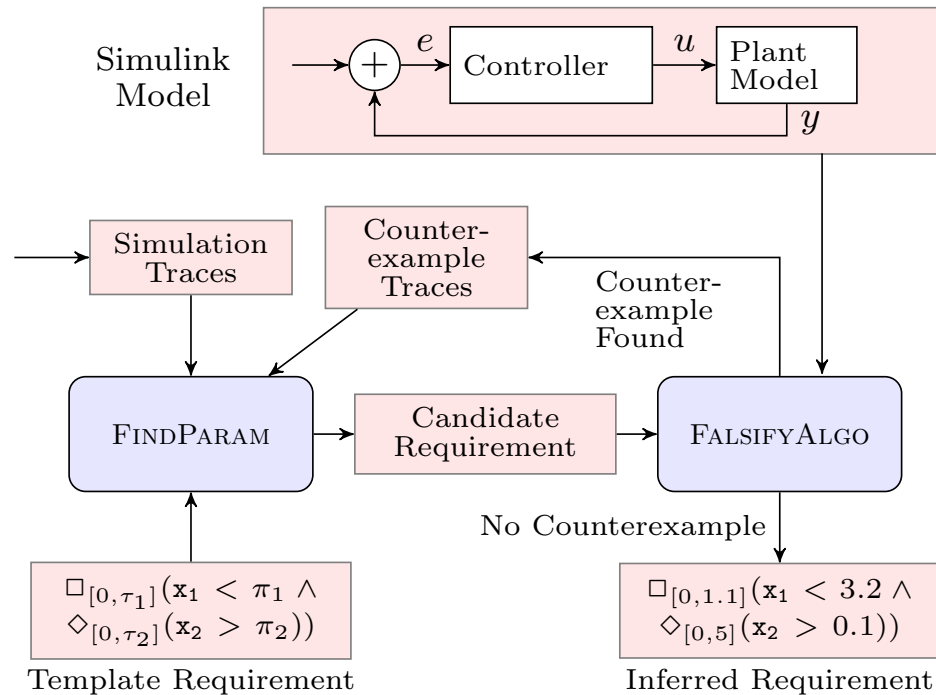 Simulink
Model
+
e
Controller
u
Plant
Model
y
Simulation
Traces
Counter-
example
Traces
Counter-
example
Found
FINDPARAM
Candidate
Requirement
FALSIFYALGO
No Counterexample
□[0,τ₁](x₁ < π₁ ∧
◇[0,τ₂](x₂ > π₂))
Template Requirement
□[0,1.1](x₁ < 3.2 ∧
◇[0,5](x₂ > 0.1))
Inferred Requirement